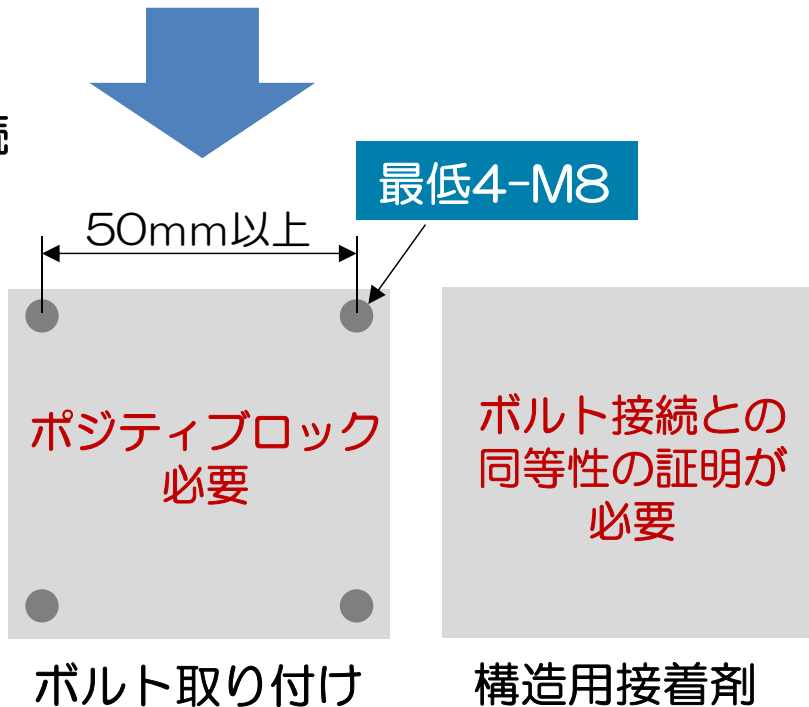 続
最低4-M8
50mm以上
ポジティブロック
必要
ボルト接続との
同等性の証明が
必要
ボルト取り付け
構造用接着剤